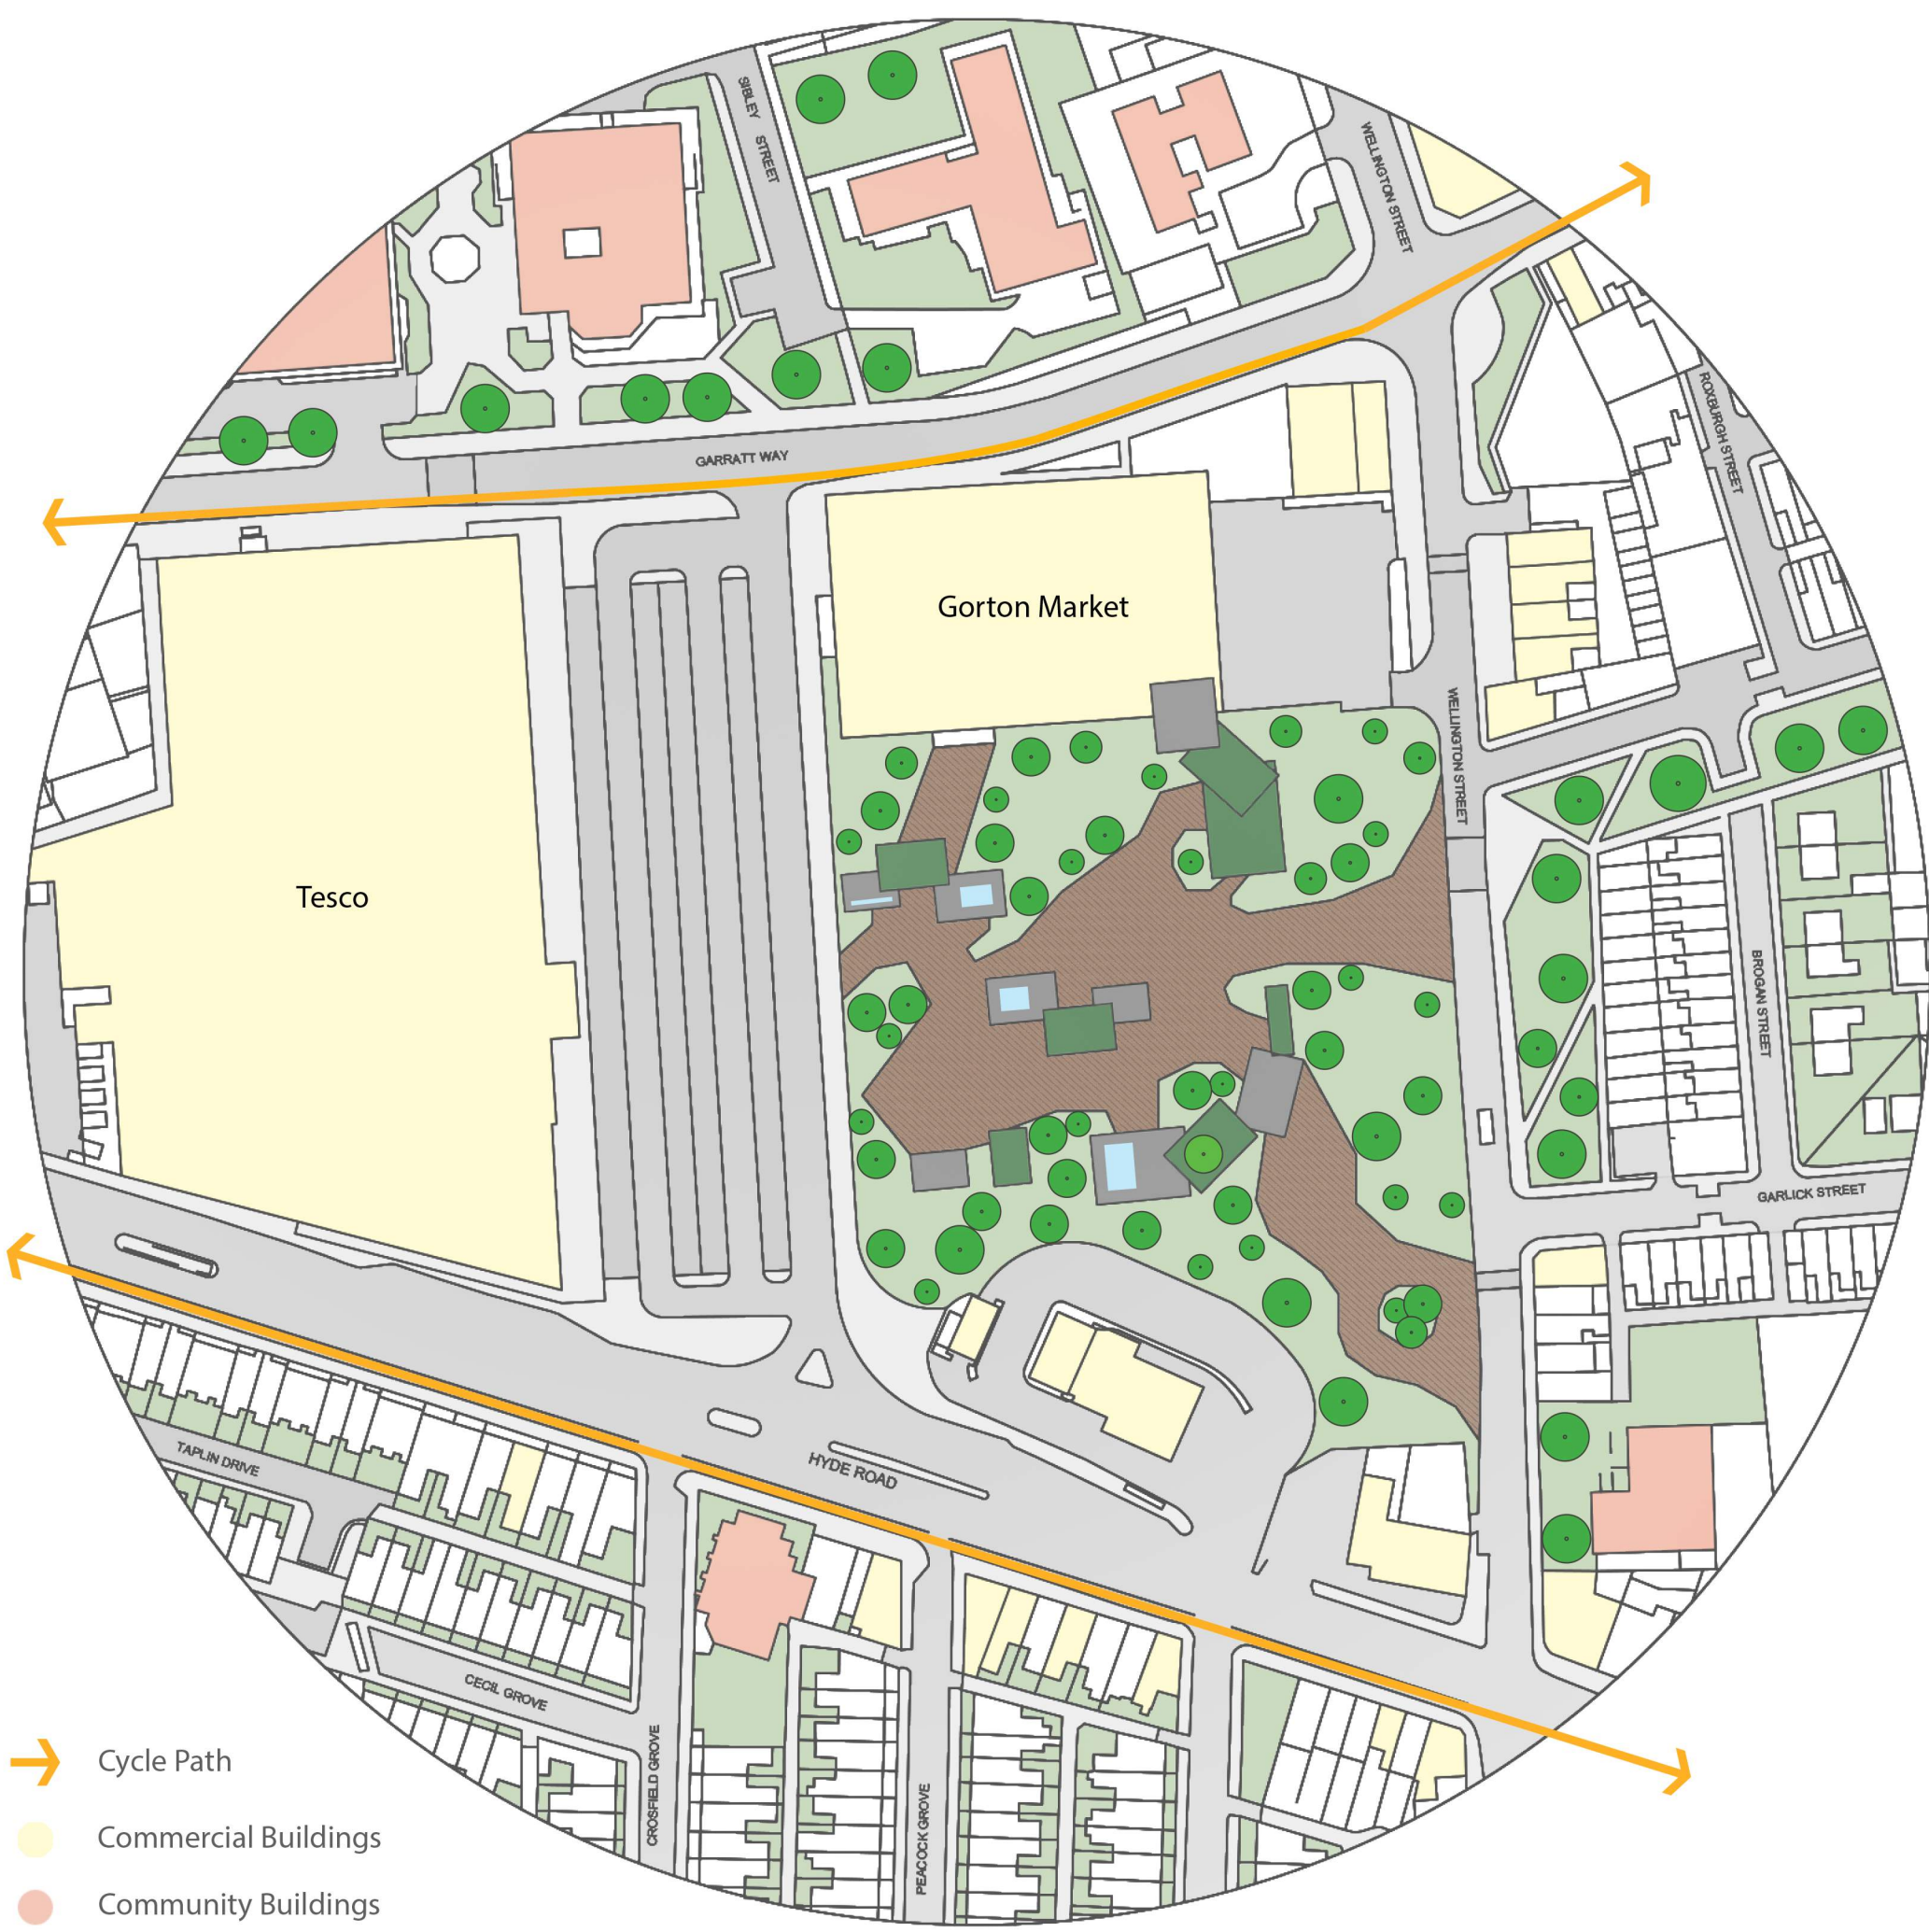 SIBLEY STREET
WELLINGTON STREET
ROXBURGH STREET
GARRATT WAY
Gorton Market
WELLINGTON STREET
Tesco
BROGAN STREET
GARLICK STREET
TAPLIN DRIVE
HYDE ROAD
CECIL GROVE
CROSFIELD GROVE
PEACOCK GROVE
Cycle Path
Commercial Buildings
Community Buildings